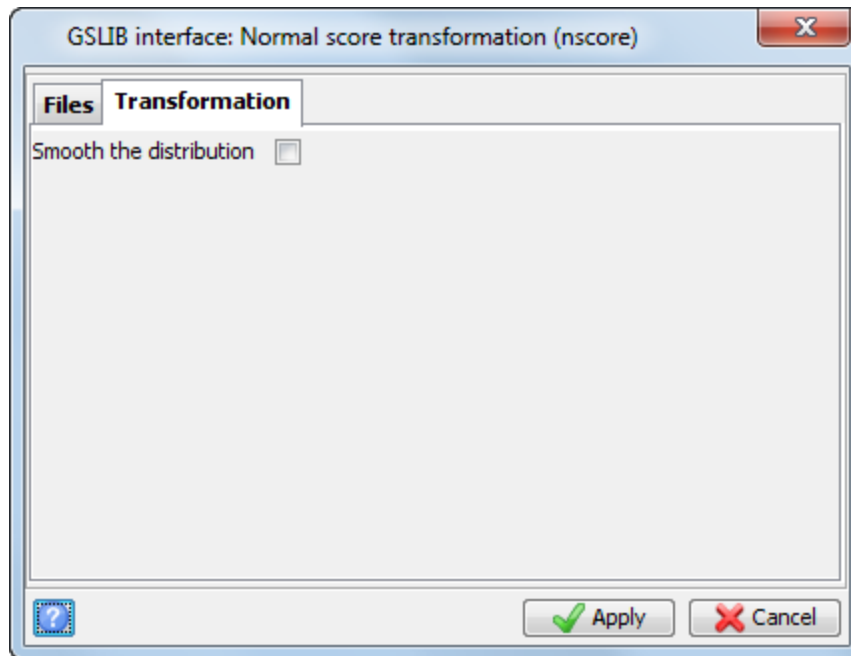 GSLIB interface: Normal score transformation (nscore)
Files Transformation
Smooth the distribution
? Apply Cancel